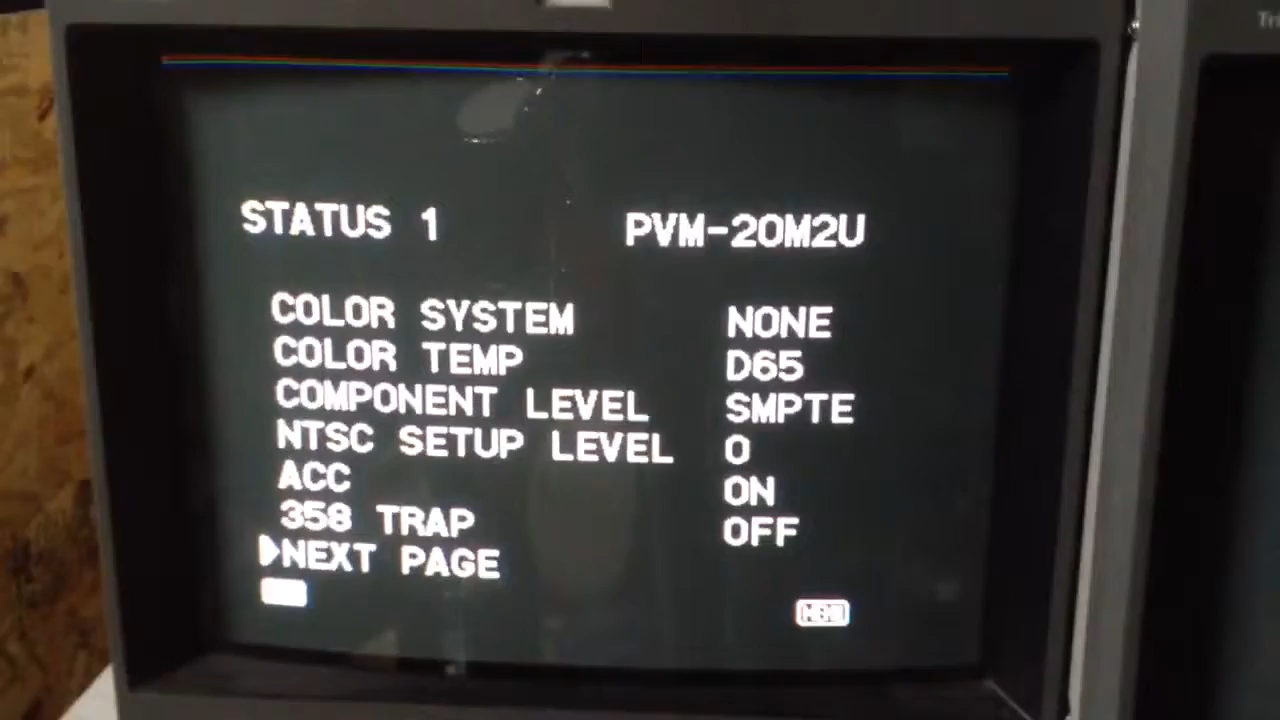 STATUS 1 PVM-20M2U
COLOR SYSTEM NONE
COLOR TEMP D65
COMPONENT LEVEL SMPTE
NTSC SETUP LEVEL 0
ACC ON
358 TRAP OFF
▶NEXT PAGE
MENU